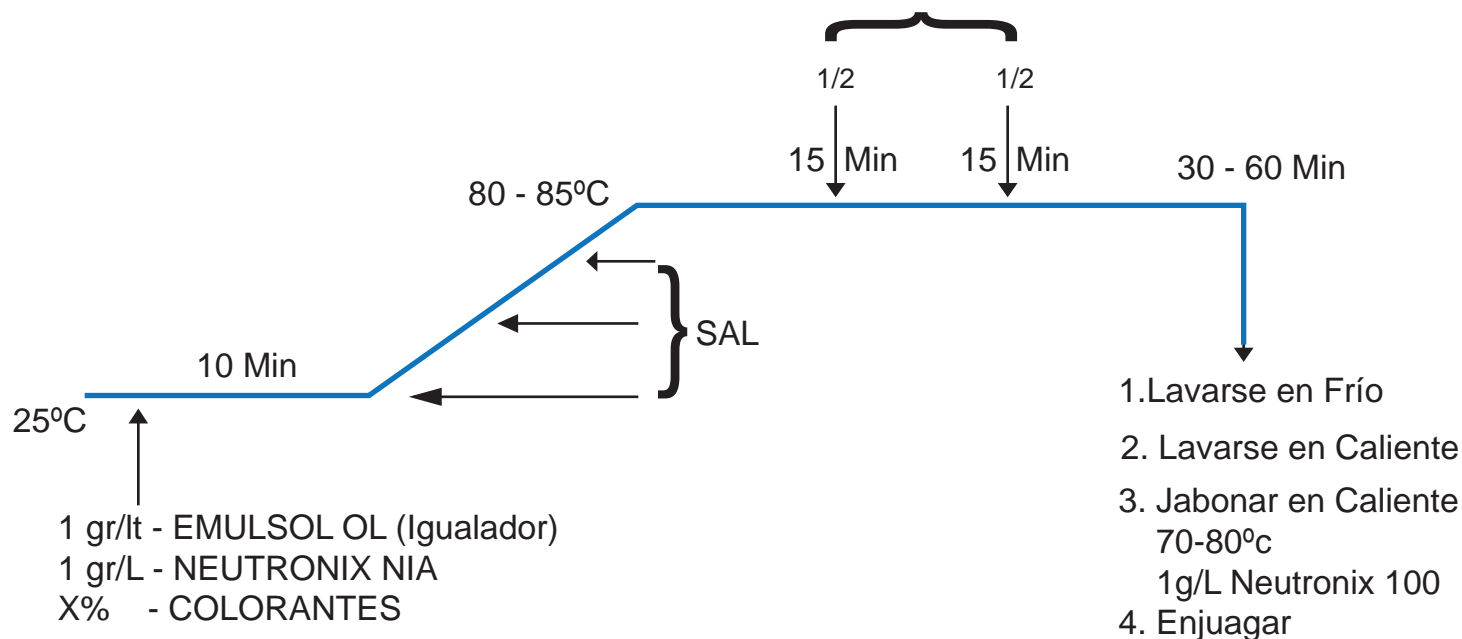 1/2 1/2
15 Min 15 Min 30 - 60 Min
80 - 85ºC
SAL
10 Min
25ºC
1 gr/lt - EMULSOL OL (Igualador)
1 gr/L - NEUTRONIX NIA
X% - COLORANTES
1.Lavarse en Frío
2. Lavarse en Caliente
3. Jabonar en Caliente
70-80ºc
1g/L Neutronix 100
4. Enjuagar